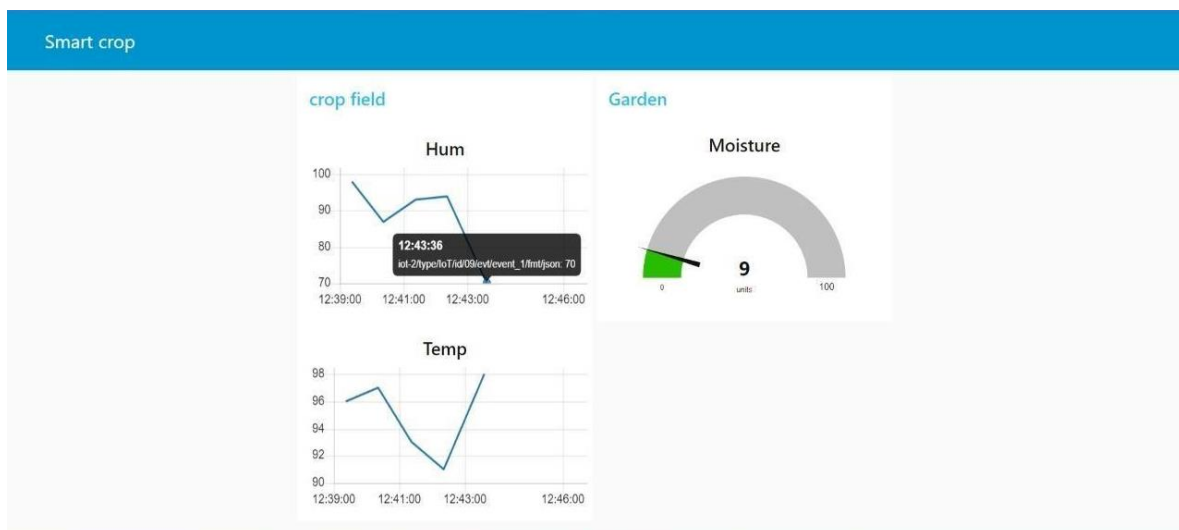 Smart crop
crop field
Hum
100
90
80
70
12:43:36
iot-2/type/IoT/id/09/evt/event_1/fmt/json: 70
12:39:00 12:41:00 12:43:00 12:46:00
Temp
98
96
94
92
90
12:39:00 12:41:00 12:43:00 12:46:00
Garden
Moisture
9
units
0
100